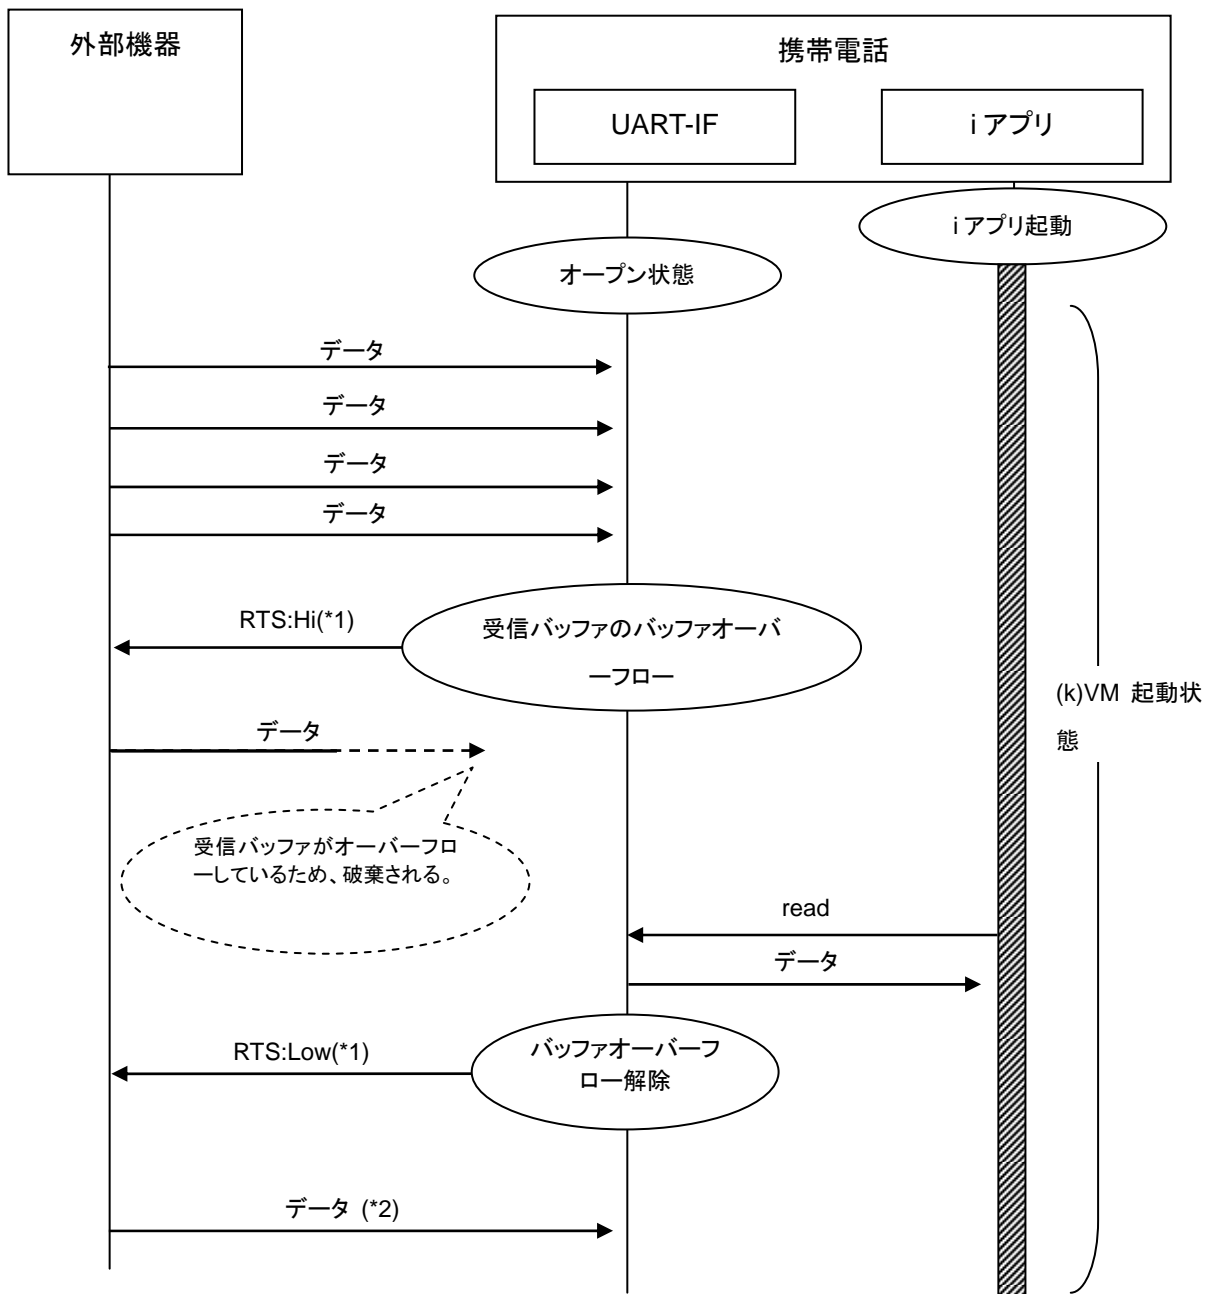 外部機器
携帯電話
UART-IF
i アプリ
i アプリ起動
オープン状態
データ
データ
データ
データ
RTS:Hi(*1)
受信バッファのバッファオーバ
ーフロー
(k)VM 起動状
態
データ
受信バッファがオーバーフロ
ーしているため、破棄される。
read
データ
RTS:Low(*1)
バッファオーバーフ
ロー解除
データ (*2)